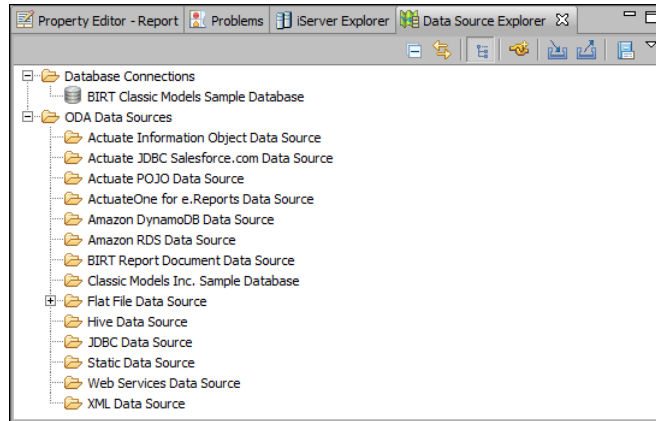 Property Editor - Report Problems iServer Explorer Data Source Explorer
Database Connections
BIRT Classic Models Sample Database
ODA Data Sources
Actuate Information Object Data Source
Actuate JDBC Salesforce.com Data Source
Actuate POJO Data Source
ActuateOne for e.Reports Data Source
Amazon DynamoDB Data Source
Amazon RDS Data Source
BIRT Report Document Data Source
Classic Models Inc. Sample Database
Flat File Data Source
Hive Data Source
JDBC Data Source
Static Data Source
Web Services Data Source
XML Data Source